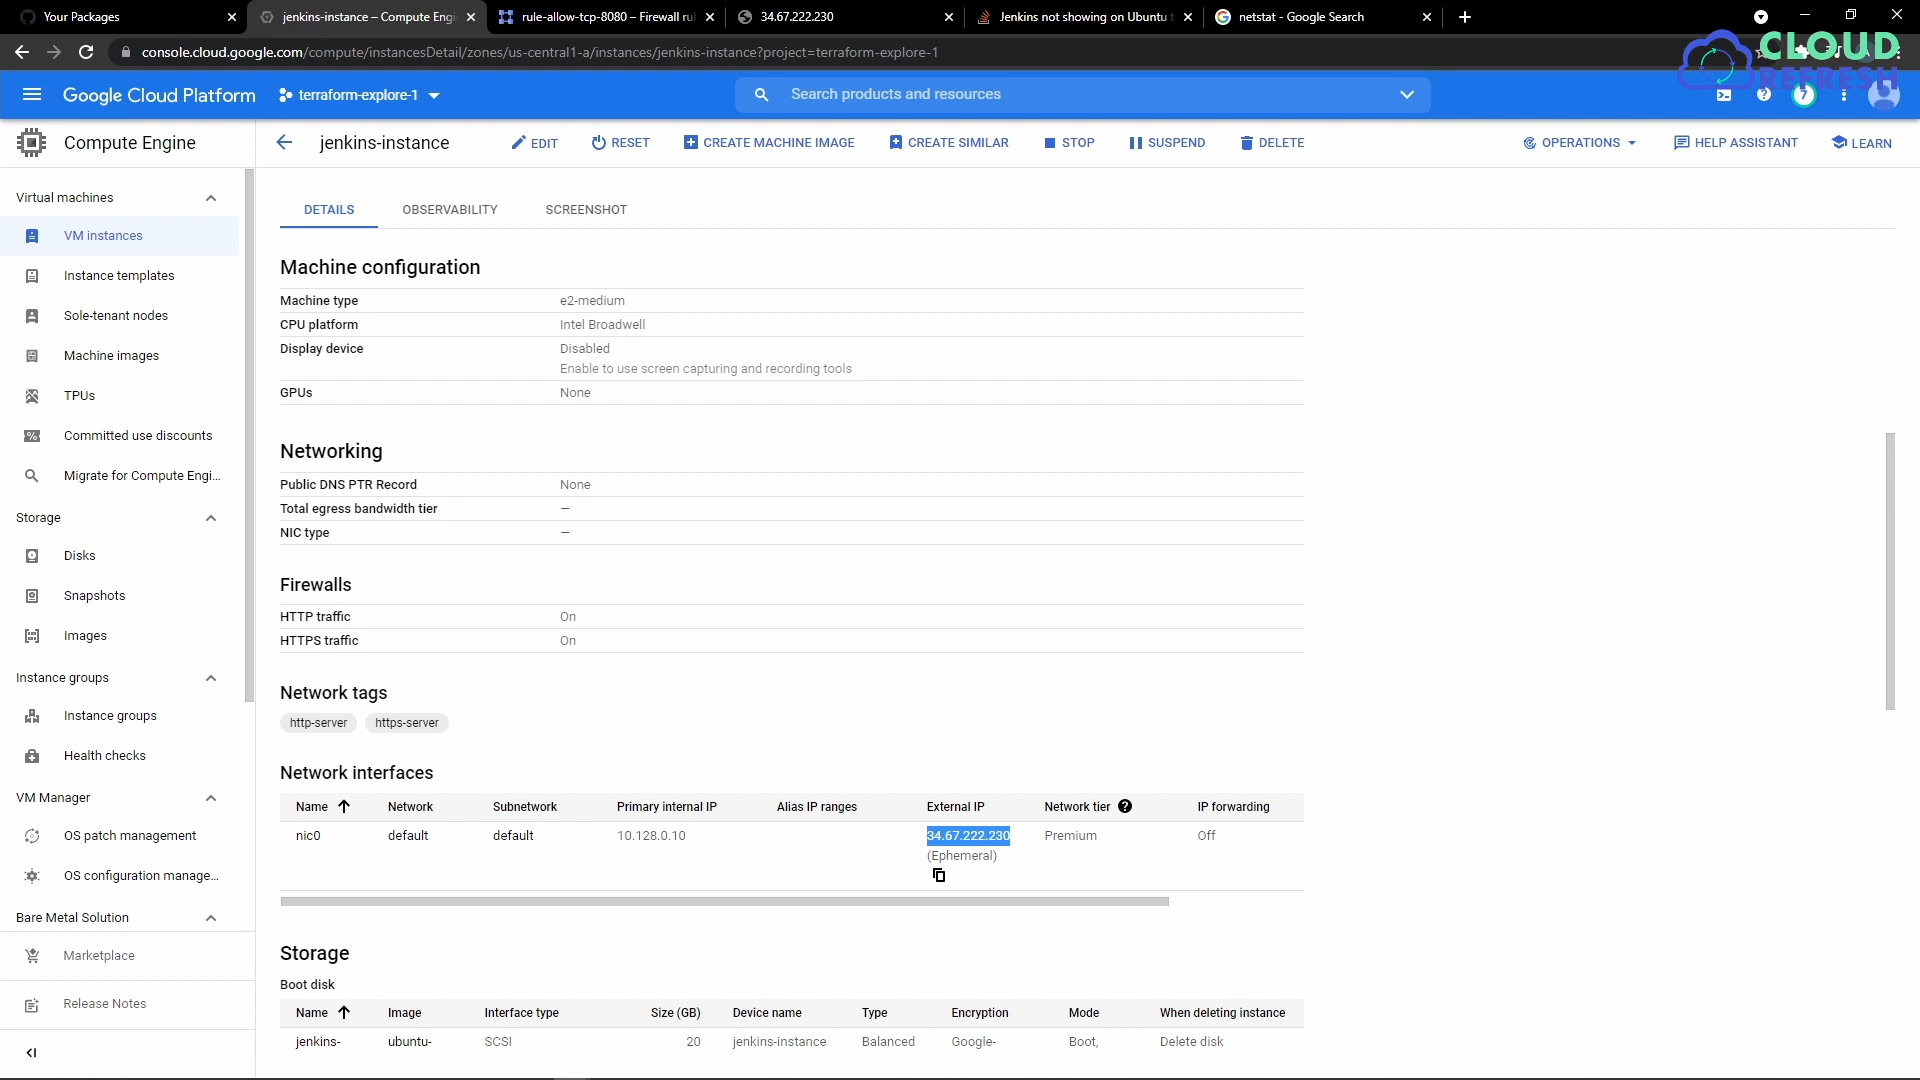 Your Packages
jenkins-instance – Compute Engi
rule-allow-tcp-8080 – Firewall ru
34.67.222.230
Jenkins not showing on Ubuntu
netstat - Google Search
console.cloud.google.com/compute/instancesDetail/zones/us-central1-a/instances/jenkins-instance?project=terraform-explore-1
CLOUD
REFRESH
Google Cloud Platform
terraform-explore-1
Search products and resources
7
Compute Engine
jenkins-instance
EDIT
RESET
CREATE MACHINE IMAGE
CREATE SIMILAR
STOP
SUSPEND
DELETE
OPERATIONS
HELP ASSISTANT
LEARN
Virtual machines
VM instances
Instance templates
Sole-tenant nodes
Machine images
TPUs
Committed use discounts
Migrate for Compute Engi...
Storage
Disks
Snapshots
Images
Instance groups
Instance groups
Health checks
VM Manager
OS patch management
OS configuration manage...
Bare Metal Solution
Marketplace
Release Notes
DETAILS
OBSERVABILITY
SCREENSHOT
Machine configuration
Machine type e2-medium
CPU platform Intel Broadwell
Display device Disabled
Enable to use screen capturing and recording tools
GPUs None
Networking
Public DNS PTR Record None
Total egress bandwidth tier —
NIC type —
Firewalls
HTTP traffic On
HTTPS traffic On
Network tags
http-server https-server
Network interfaces
Name Network Subnetwork Primary internal IP Alias IP ranges External IP Network tier IP forwarding
nic0 default default 10.128.0.10 34.67.222.230 Premium Off
(Ephemeral)
Storage
Boot disk
Name Image Interface type Size (GB) Device name Type Encryption Mode When deleting instance
jenkins- ubuntu- SCSI 20 jenkins-instance Balanced Google- Boot, Delete disk